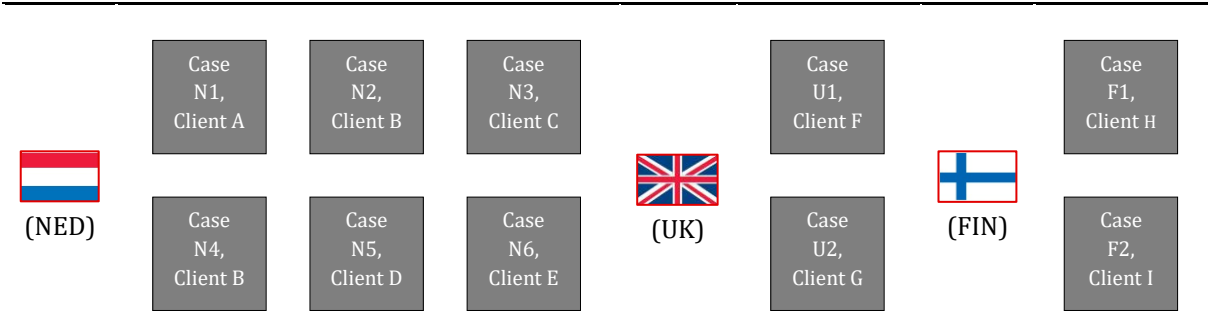 Case
N1,
Client A
Case
N2,
Client B
Case
N3,
Client C
Case
U1,
Client F
Case
F1,
Client H
(NED)
(UK)
(FIN)
Case
N4,
Client B
Case
N5,
Client D
Case
N6,
Client E
Case
U2,
Client G
Case
F2,
Client I